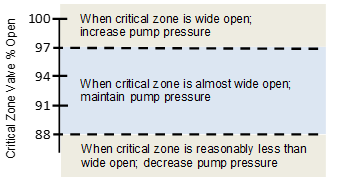 Critical Zone Valve % Open
100
When critical zone is wide open;
increase pump pressure
97
94
When critical zone is almost wide open;
maintain pump pressure
91
88
When critical zone is reasonably less than
wide open; decrease pump pressure